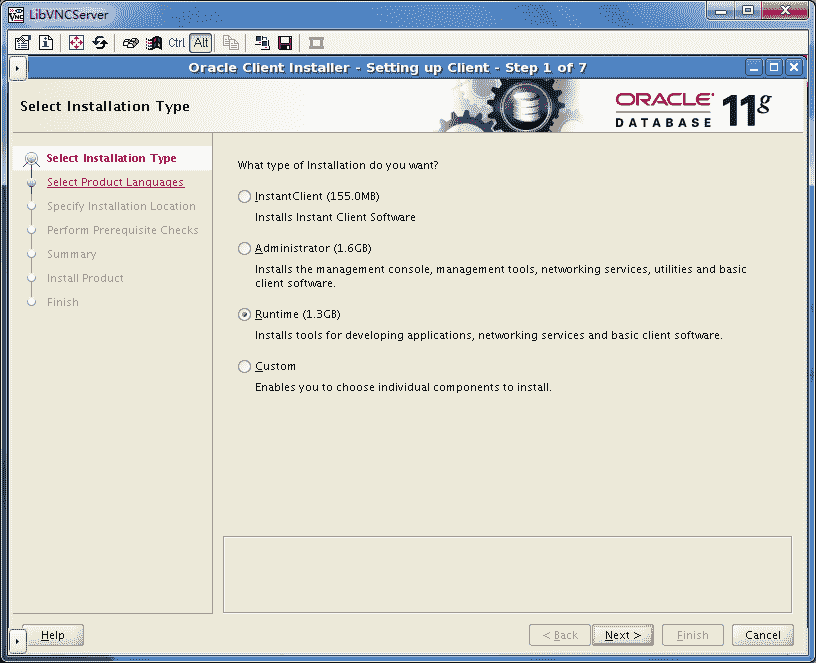 LibVNCServer
Ctrl Alt
Oracle Client Installer - Setting up Client - Step 1 of 7
Select Installation Type
ORACLE
DATABASE 11g
Select Installation Type
Select Product Languages
Specify Installation Location
Perform Prerequisite Checks
Summary
Install Product
Finish
What type of Installation do you want?
InstantClient (155.0MB)
Installs Instant Client Software
Administrator (1.6GB)
Installs the management console, management tools, networking services, utilities and basic
client software.
Runtime (1.3GB)
Installs tools for developing applications, networking services and basic client software.
Custom
Enables you to choose individual components to install.
Help
< Back
Next >
Finish
Cancel